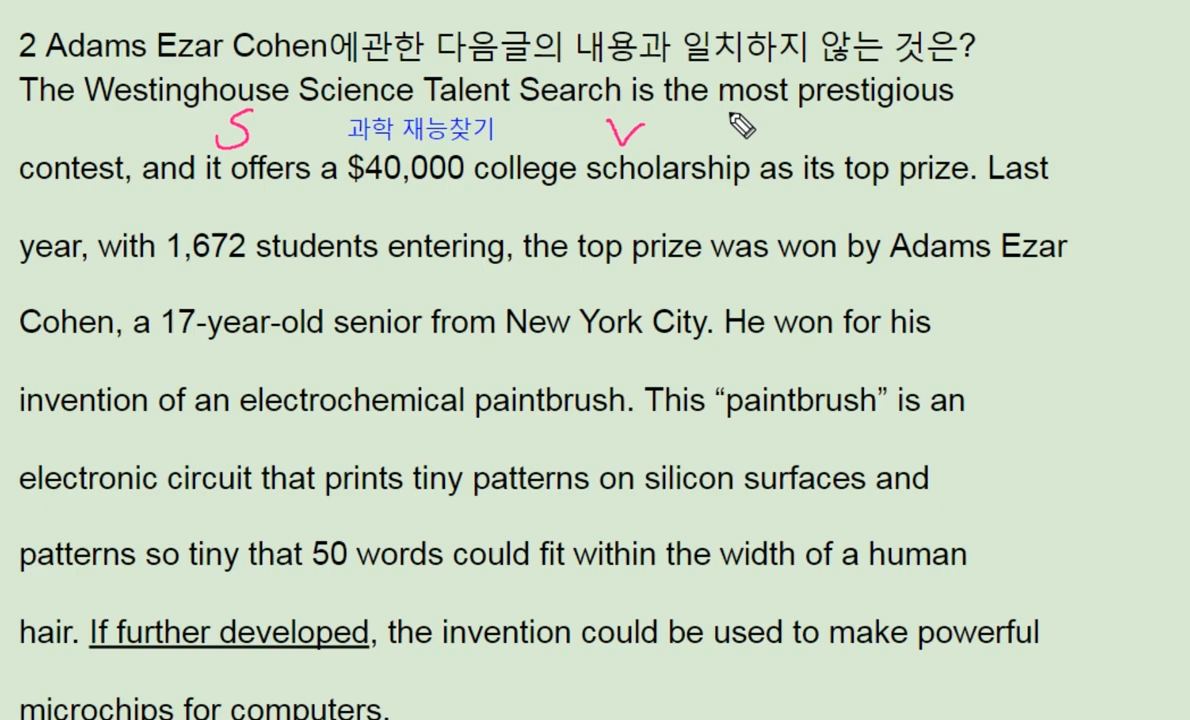 2 Adams Ezar Cohen에관한 다음글의 내용과 일치하지 않는 것은?
The Westinghouse Science Talent Search is the most prestigious
S 과학 재능찾기 V
contest, and it offers a $40,000 college scholarship as its top prize. Last
year, with 1,672 students entering, the top prize was won by Adams Ezar
Cohen, a 17-year-old senior from New York City. He won for his
invention of an electrochemical paintbrush. This “paintbrush” is an
electronic circuit that prints tiny patterns on silicon surfaces and
patterns so tiny that 50 words could fit within the width of a human
hair. If further developed, the invention could be used to make powerful
microchips for computers.